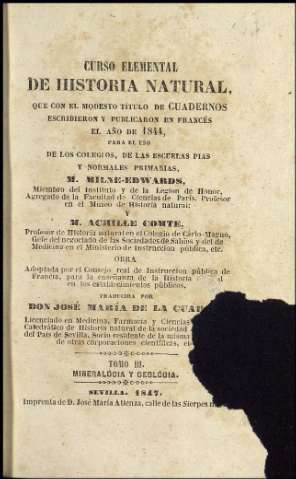 CURSO ELEMENTAL
DE HISTORIA NATURAL,
QUE CON EL MODESTO TÍTULO DE CUADERNOS
ESCRIBIERON Y PUBLICARON EN FRANCÉS
EL AÑO DE 1844,
PARA EL USO
DE LOS COLEGIOS, DE LAS ESCUELAS PIAS
Y NORMALES PRIMARIAS,
M. MILNE-EDWARDS,
Miembro del Instituto y de la Legion de Honor,
Agregado de la Facultad de Ciencias de París, Profesor
en el Museo de Historia natural:
Y
M. ACHILLE COMTE,
Profesor de Historia natural en el Colegio de Cárlo-Magno,
Gefe del negociado de las Sociedades de Sabios y del de
Medicina en el Ministerio de Instruccion pública, etc.
OBRA
Adoptada por el Consejo real de Instruccion pública de
Francia, para la enseñanza de la Historia
en los establecimientos públicos,
TRADUCIDA POR
DON JOSÉ MARÍA DE LA
Licenciado en Medicina, Farmacia y Ciencias
Catedrático de Historia natural de la sociedad
del Pais de Sevilla, Socio residente de la misma
de otras corporaciones científicas,
TOMO III.
MINERALOGIA Y GEOLOGIA.
SEVILLA. 1847.
Imprenta de D. José María Atienza, calle de las Sierpes